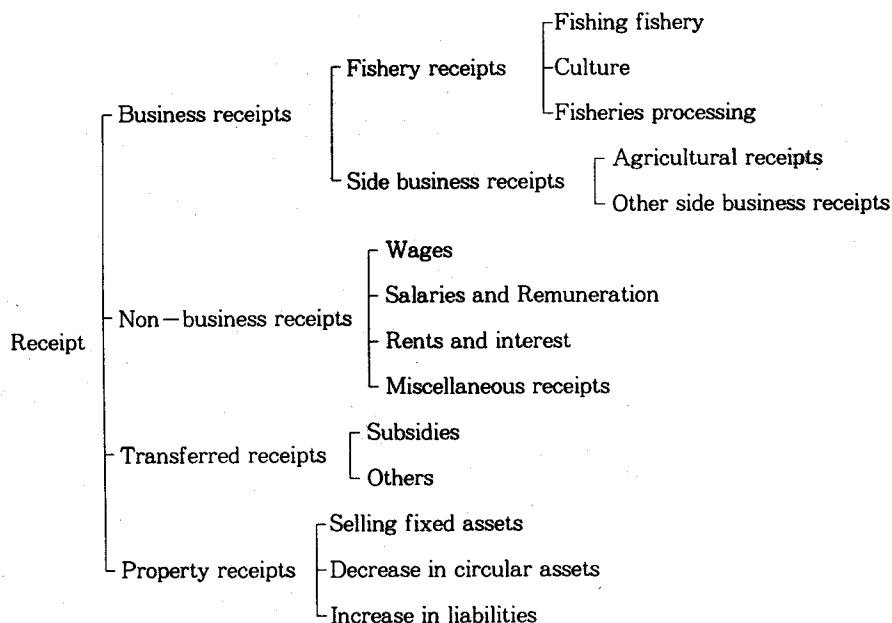 Receipt
Business receipts
Fishery receipts
Fishing fishery
Culture
Fisheries processing
Side business receipts
Agricultural receipts
Other side business receipts
Non-business receipts
Wages
Salaries and Remuneration
Rents and interest
Miscellaneous receipts
Transferred receipts
Subsidies
Others
Property receipts
Selling fixed assets
Decrease in circular assets
Increase in liabilities